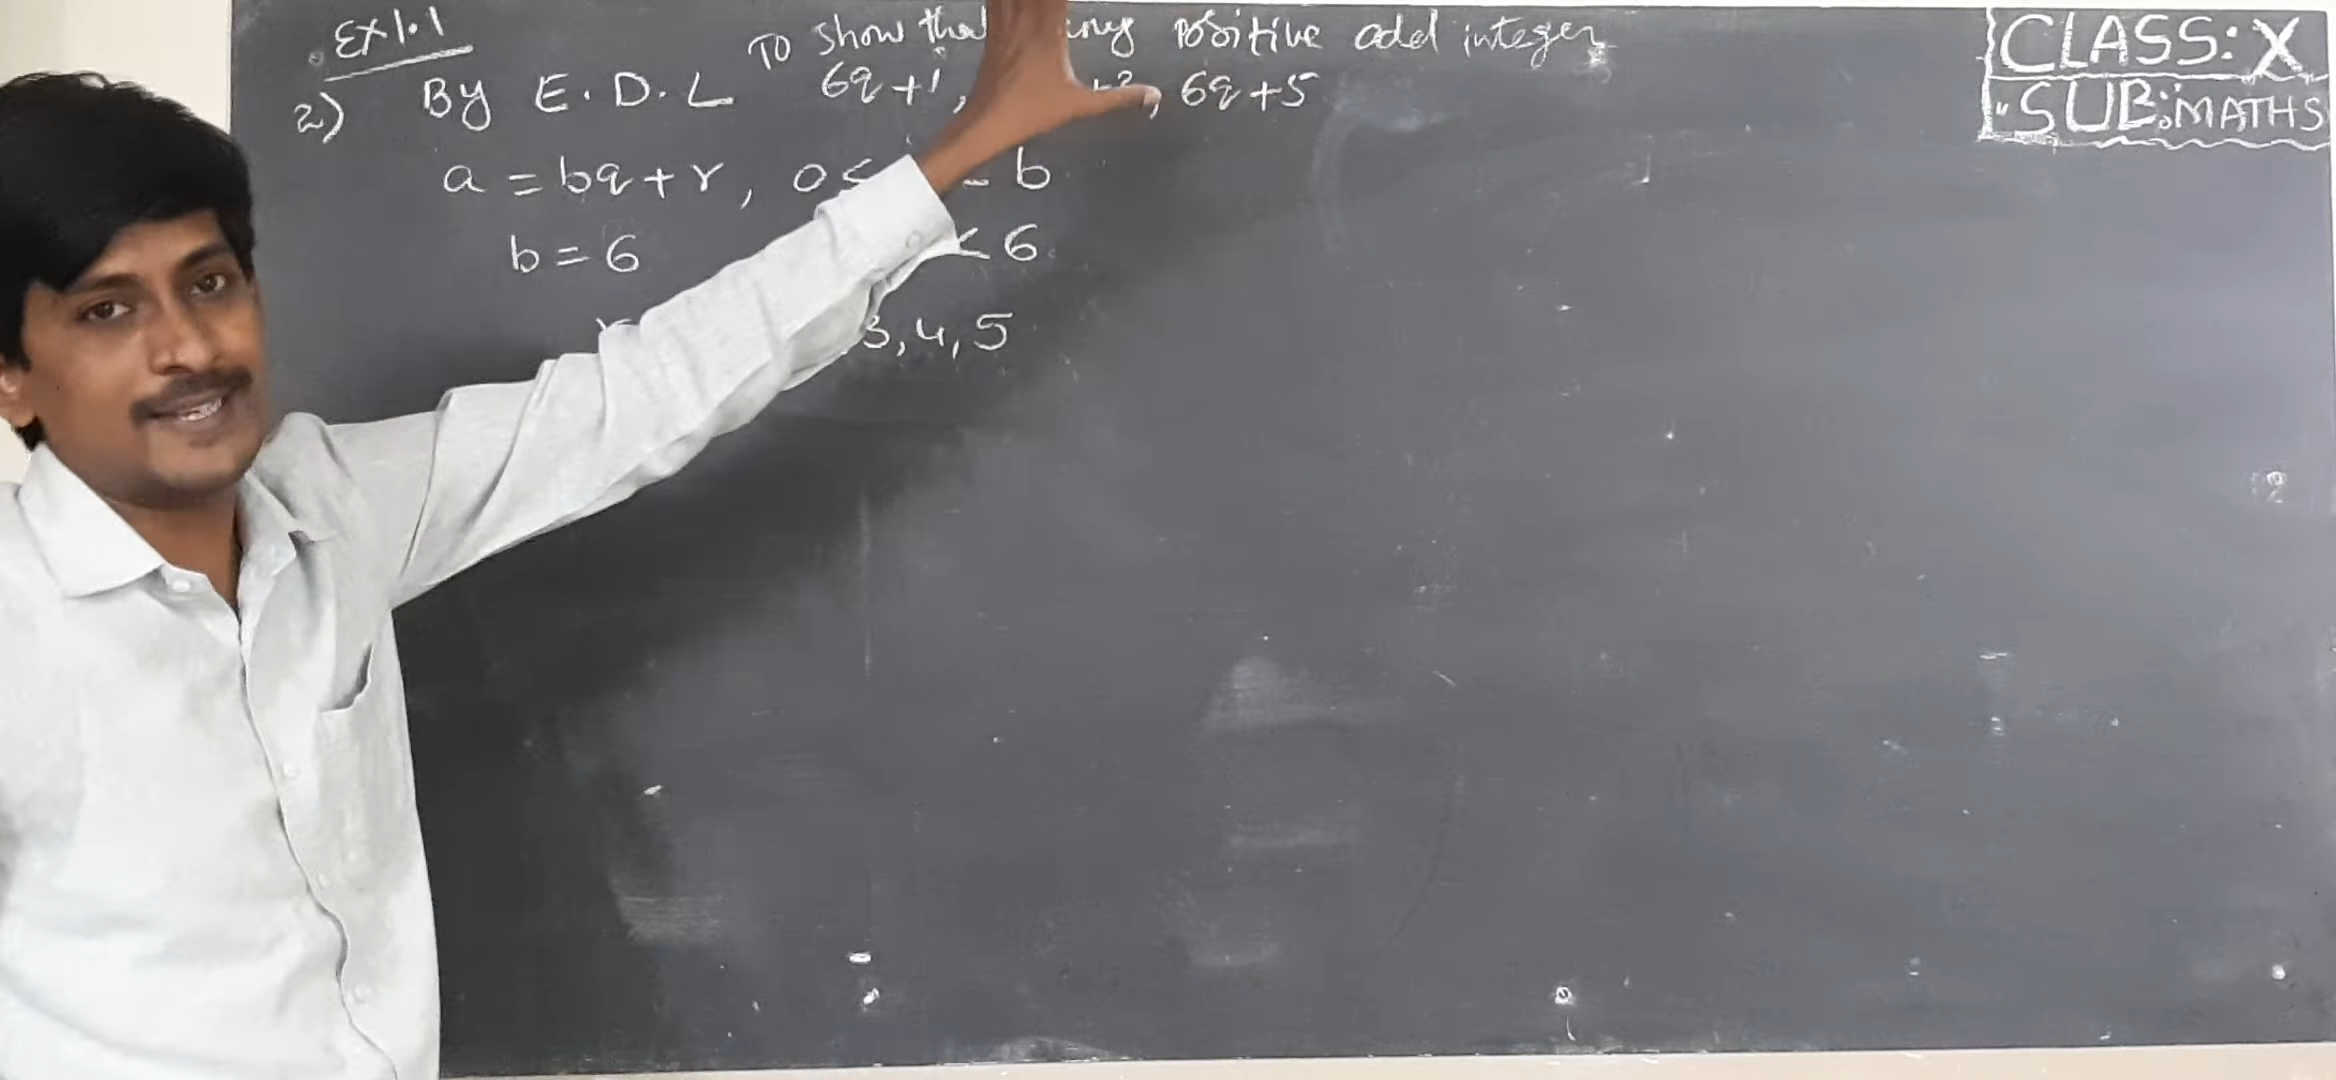 Ex 1.1
To show that any positive odd integer
2) By E.D.L 6q+1, 6q+5
a = bq+r, 0≤ b
b = 6 < 6
3, 4, 5
CLASS: X
SUB: MATHS